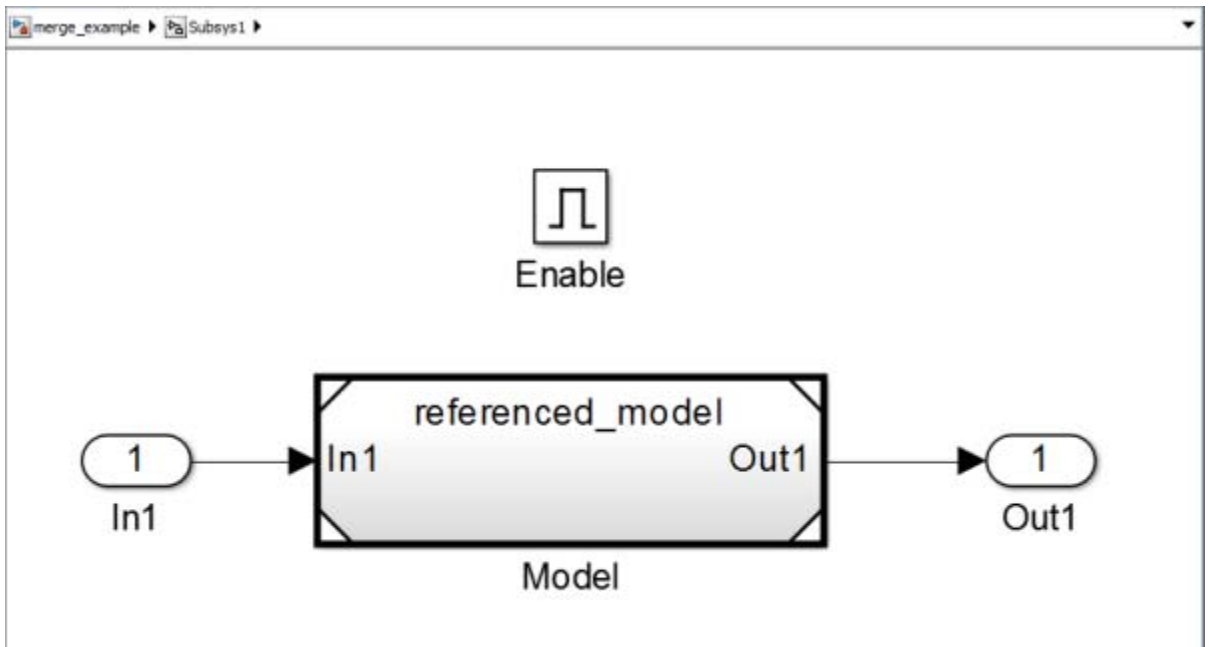 merge_example Subsys1
Enable
referenced_model
1 In1 Out1 1
In1 Out1
Model